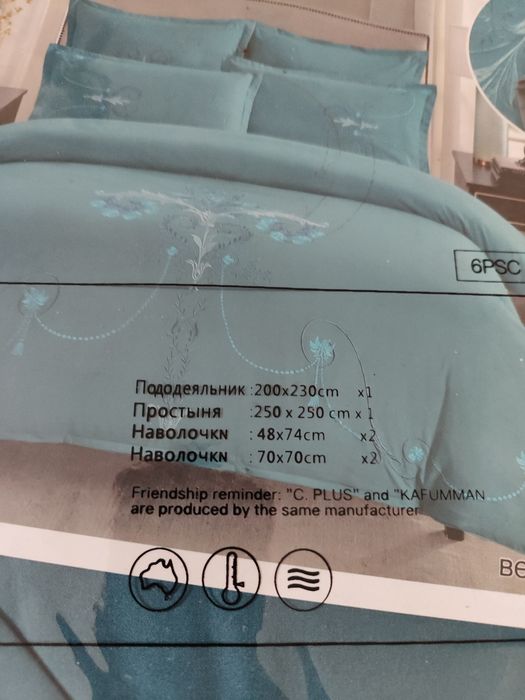 6PSC
Пододеяльник :200x230cm x1
Простыня :250 x 250 cm x 1
НаволочкN : 48x74cm x2
НаволочкN : 70x70cm x2
Friendship reminder: "C. PLUS" and "KAFUMMAN
are produced by the same manufacturer